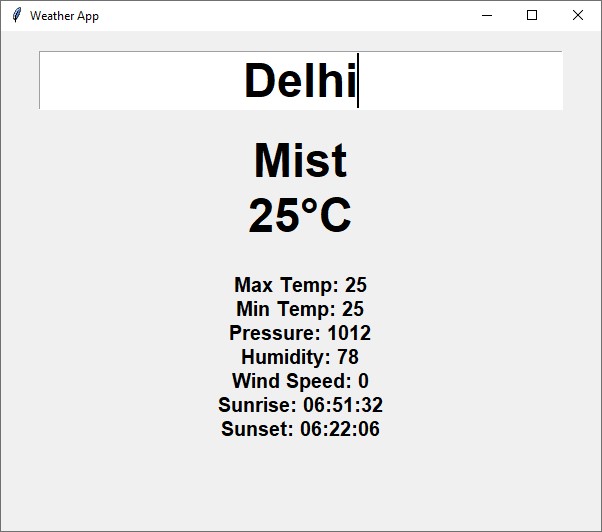 Weather App
Delhi
Mist
25°C
Max Temp: 25
Min Temp: 25
Pressure: 1012
Humidity: 78
Wind Speed: 0
Sunrise: 06:51:32
Sunset: 06:22:06